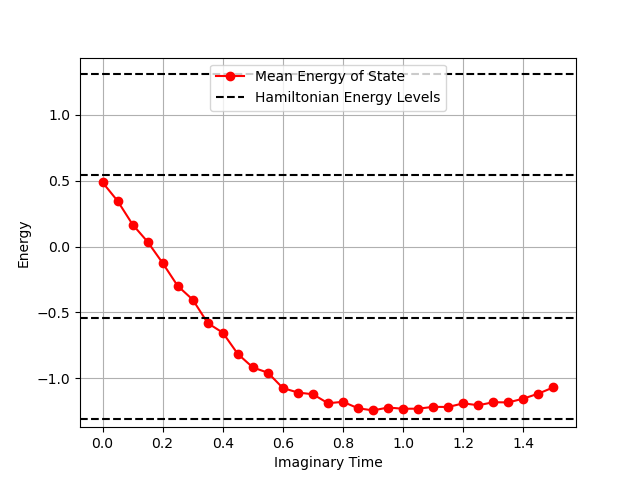 Mean Energy of State
Hamiltonian Energy Levels
1.0
0.5
0.0
−0.5
−1.0
Energy
0.0 0.2 0.4 0.6 0.8 1.0 1.2 1.4
Imaginary Time